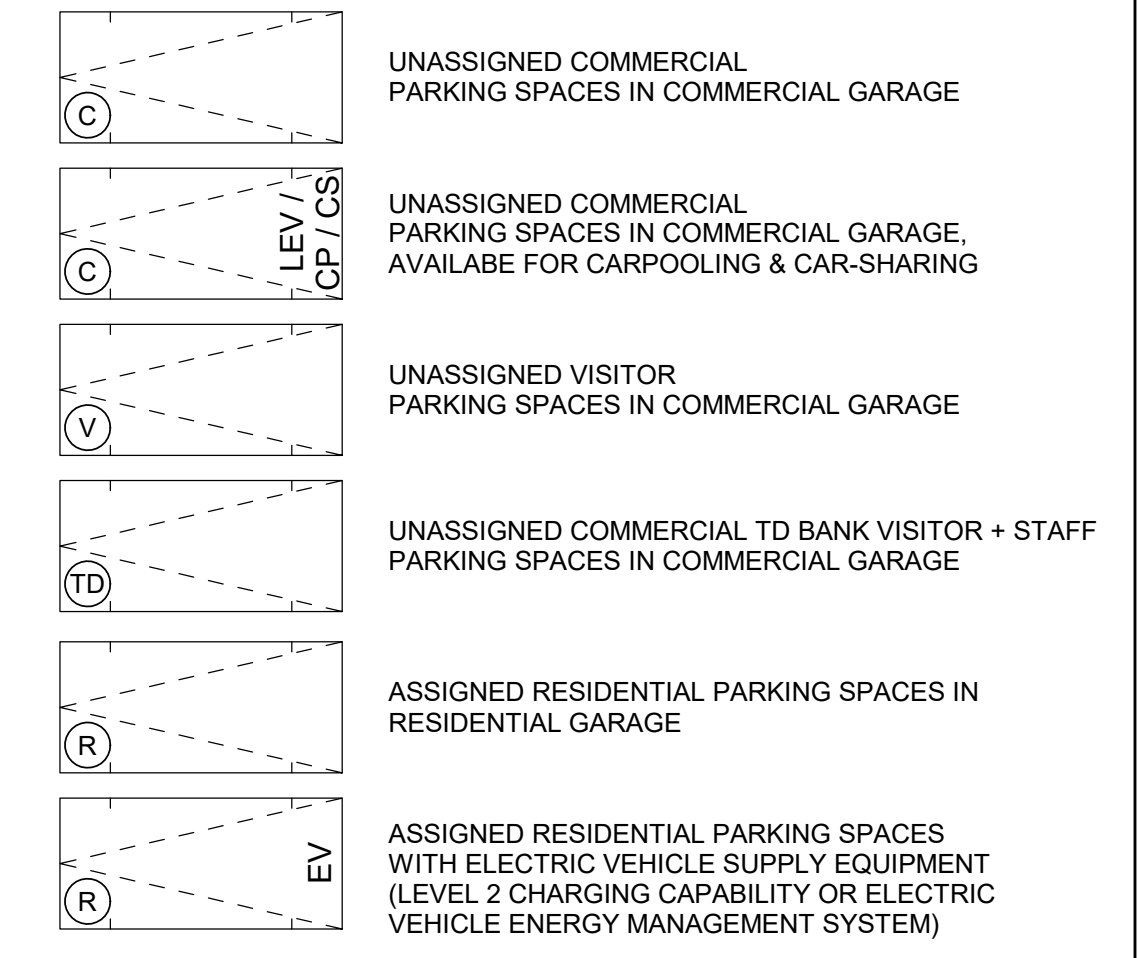 C
UNASSIGNED COMMERCIAL
PARKING SPACES IN COMMERCIAL GARAGE
C
LEV /
CP / CS
UNASSIGNED COMMERCIAL
PARKING SPACES IN COMMERCIAL GARAGE,
AVAILABE FOR CARPOOLING & CAR-SHARING
V
UNASSIGNED VISITOR
PARKING SPACES IN COMMERCIAL GARAGE
TD
UNASSIGNED COMMERCIAL TD BANK VISITOR + STAFF
PARKING SPACES IN COMMERCIAL GARAGE
R
ASSIGNED RESIDENTIAL PARKING SPACES IN
RESIDENTIAL GARAGE
R
EV
ASSIGNED RESIDENTIAL PARKING SPACES
WITH ELECTRIC VEHICLE SUPPLY EQUIPMENT
(LEVEL 2 CHARGING CAPABILITY OR ELECTRIC
VEHICLE ENERGY MANAGEMENT SYSTEM)